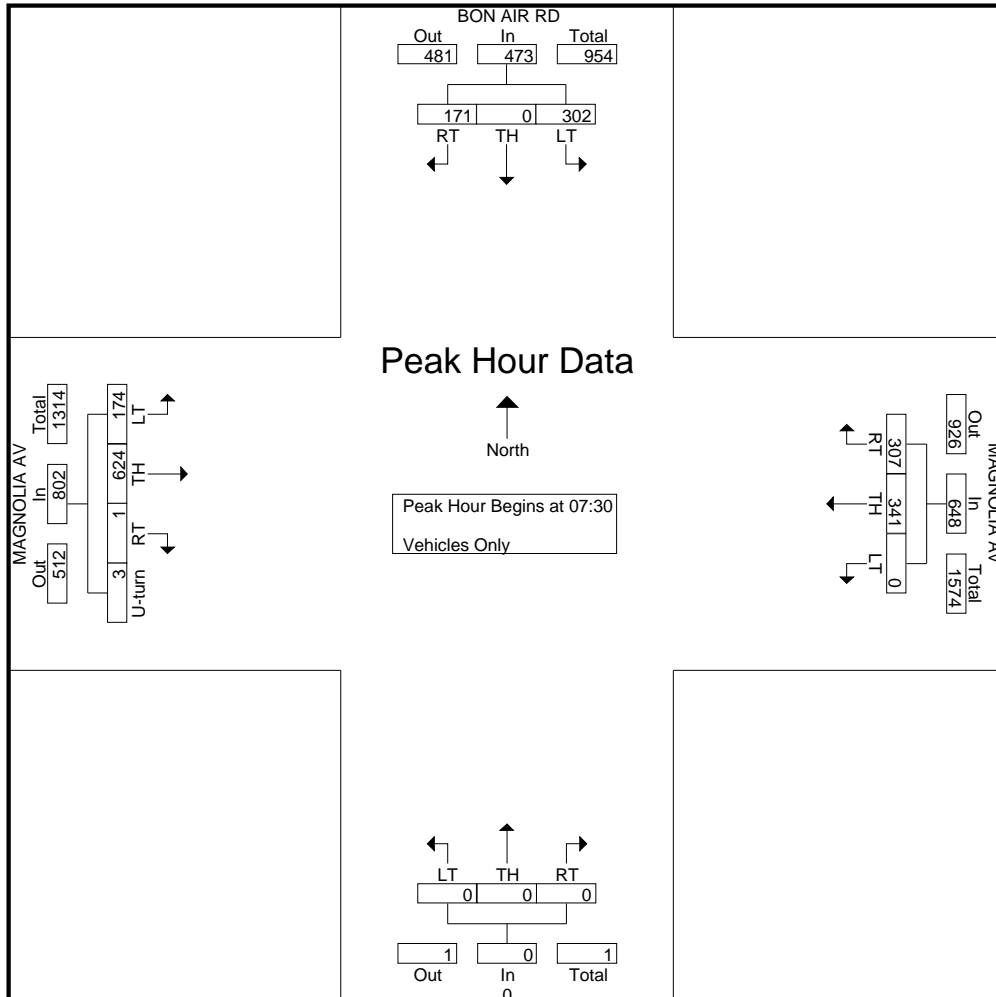 BON AIR RD
Out In Total
481 473 954
171 0 302
RT TH LT
Peak Hour Data
North
Peak Hour Begins at 07:30
Vehicles Only
MAGNOLIA AV
Total In Out
1314 802 512
174 624 1 3
LT TH RT U-turn
RT TH LT
307 341 0
926 648 1574
Out In Total
MAGNOLIA AV
LT TH RT
0 0 0
1 0 1
Out In Total
0